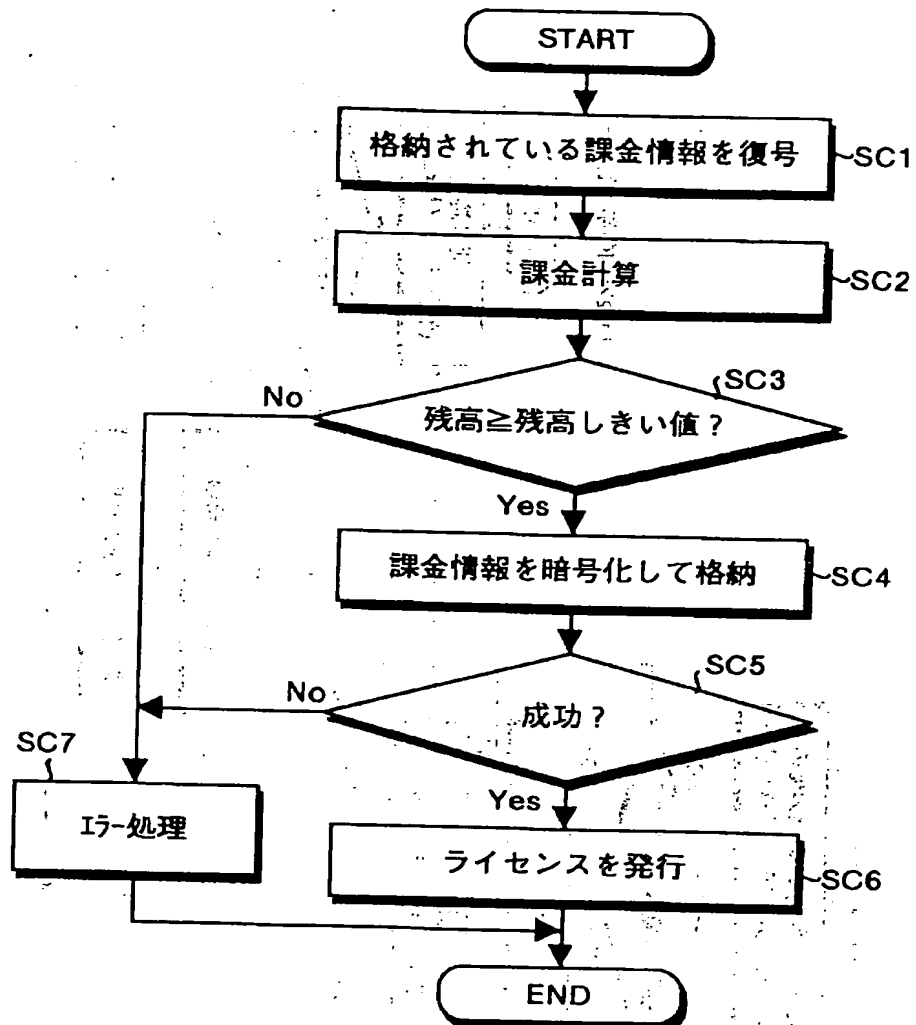 START
格納されている課金情報を復号
SC1
課金計算
SC2
SC3
No
残高≧残高しきい値?
Yes
課金情報を暗号化して格納
SC4
SC5
No
成功?
SC7
Yes
エラー処理
ライセンスを発行
SC6
END